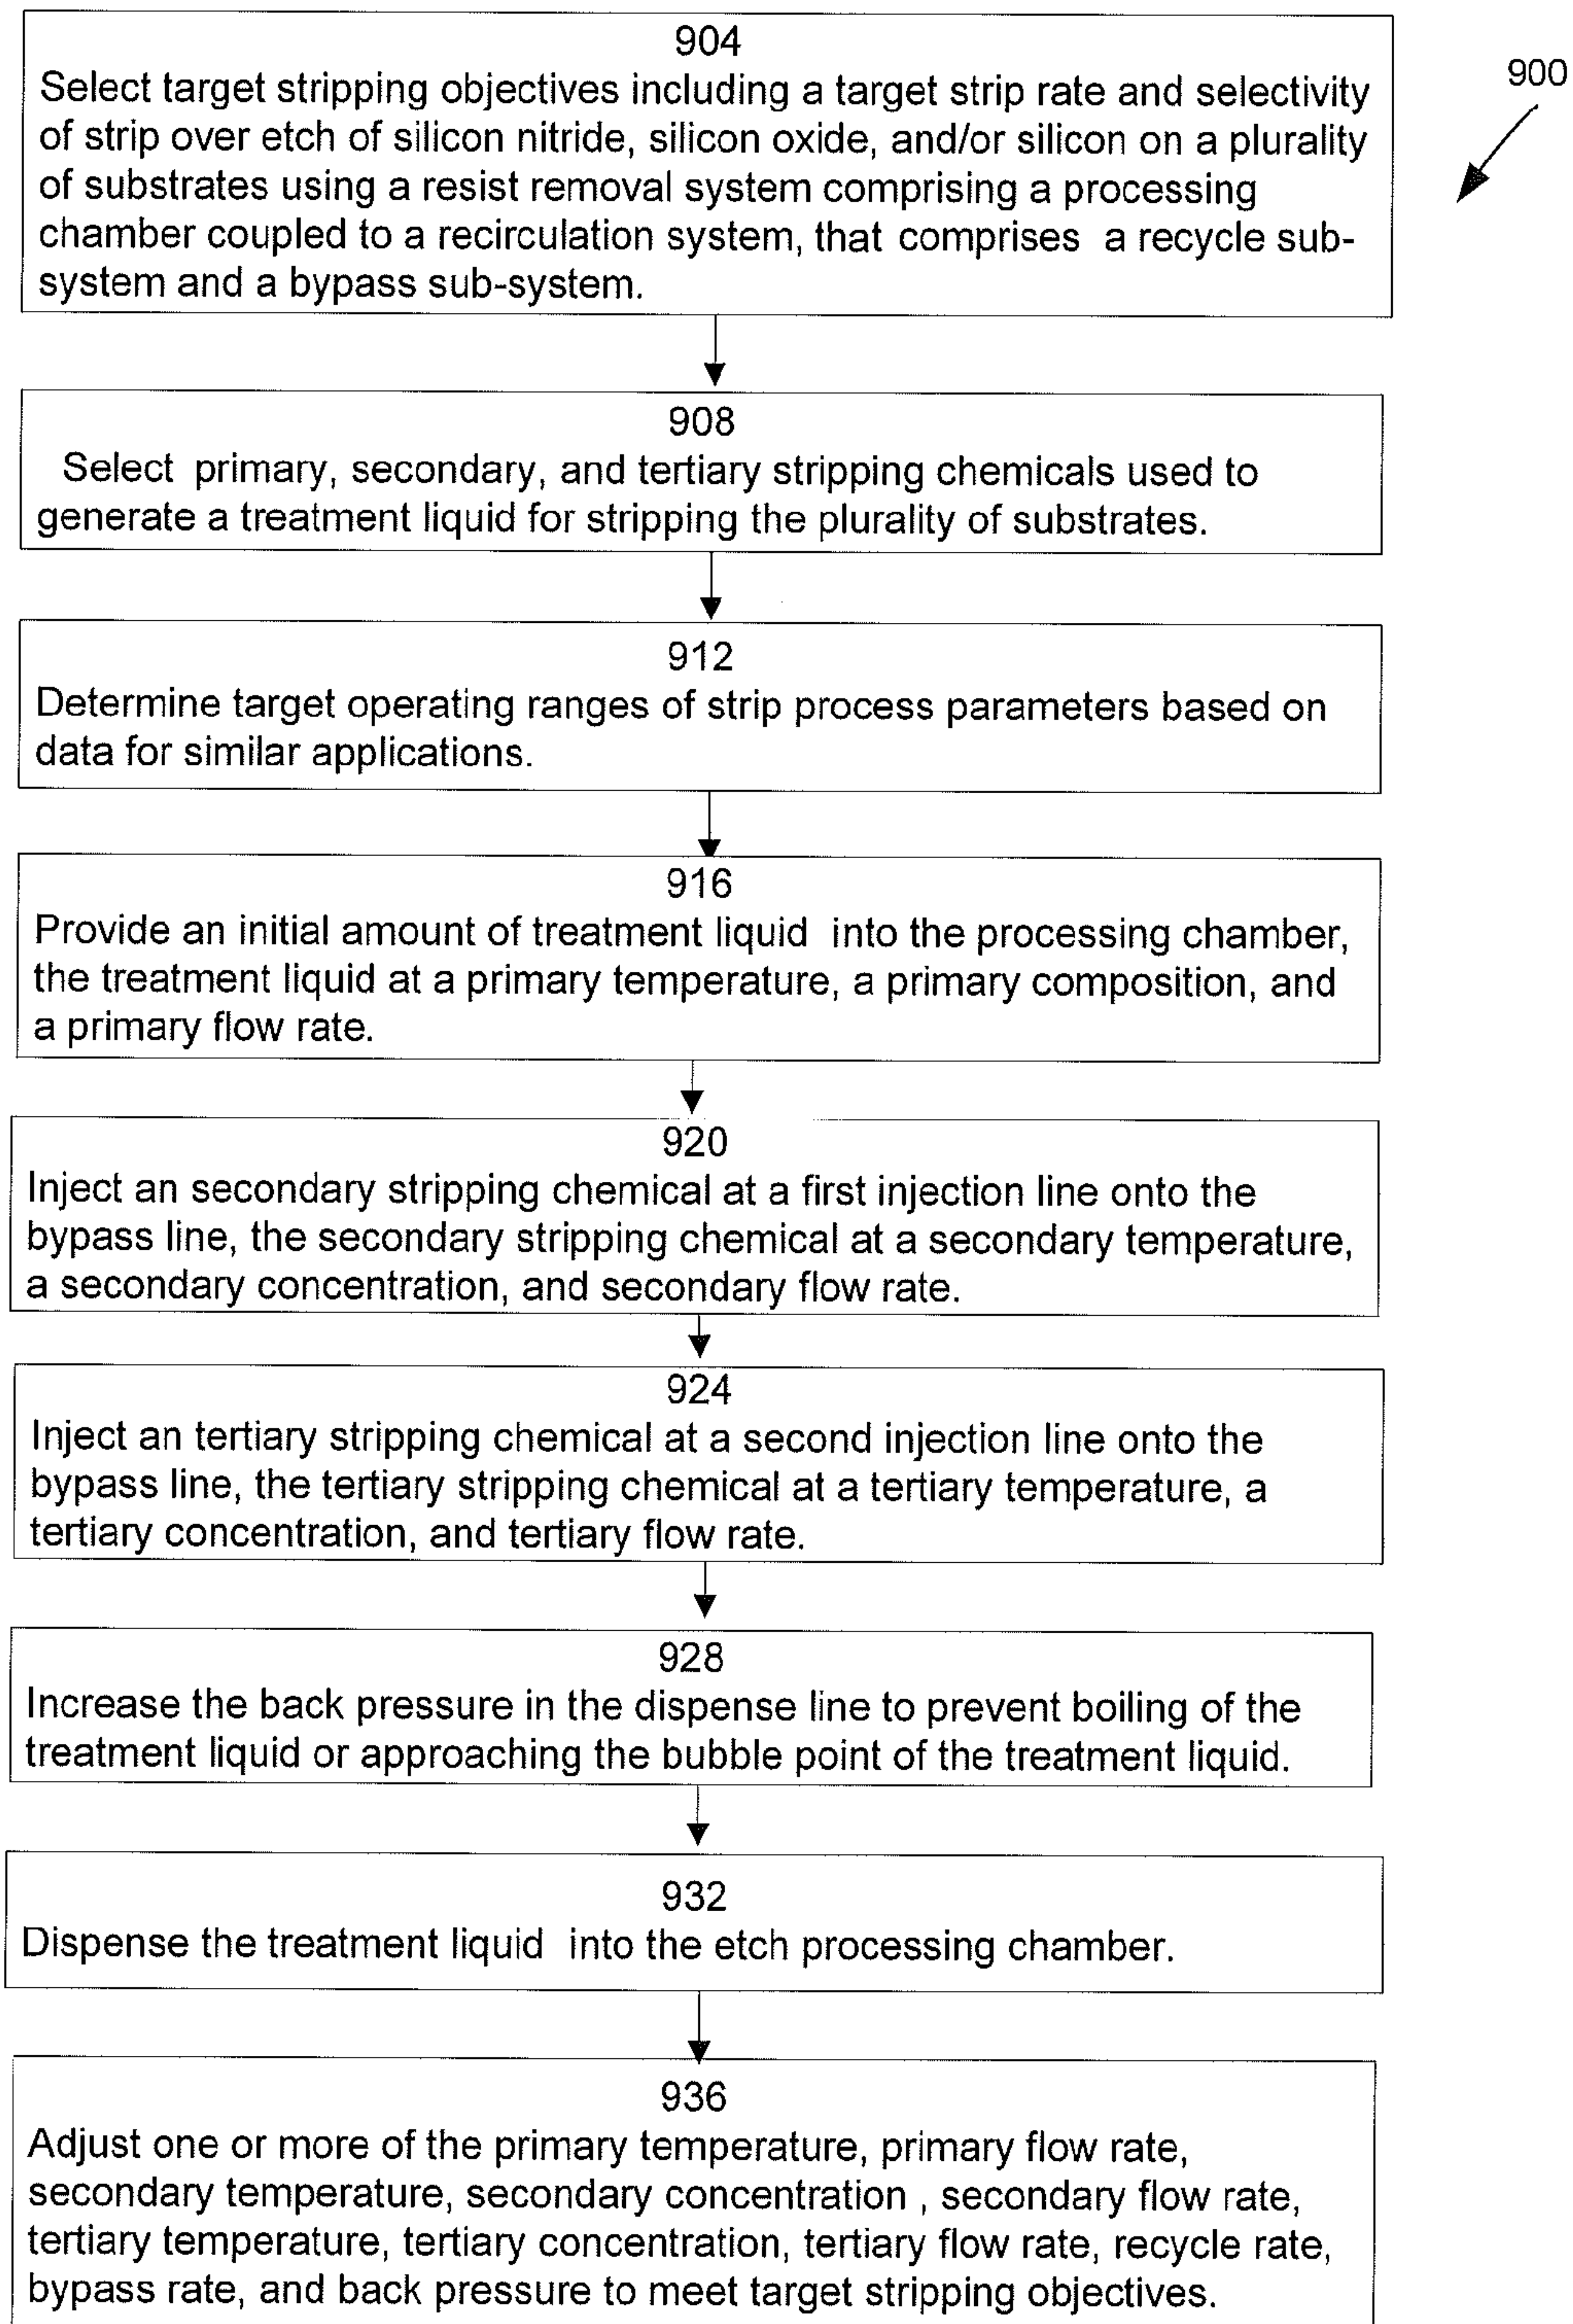 904
Select target stripping objectives including a target strip rate and selectivity
of strip over etch of silicon nitride, silicon oxide, and/or silicon on a plurality
of substrates using a resist removal system comprising a processing
chamber coupled to a recirculation system, that comprises a recycle sub-
system and a bypass sub-system.
900
908
Select primary, secondary, and tertiary stripping chemicals used to
generate a treatment liquid for stripping the plurality of substrates.
912
Determine target operating ranges of strip process parameters based on
data for similar applications.
916
Provide an initial amount of treatment liquid into the processing chamber,
the treatment liquid at a primary temperature, a primary composition, and
a primary flow rate.
920
Inject an secondary stripping chemical at a first injection line onto the
bypass line, the secondary stripping chemical at a secondary temperature,
a secondary concentration, and secondary flow rate.
924
Inject an tertiary stripping chemical at a second injection line onto the
bypass line, the tertiary stripping chemical at a tertiary temperature, a
tertiary concentration, and tertiary flow rate.
928
Increase the back pressure in the dispense line to prevent boiling of the
treatment liquid or approaching the bubble point of the treatment liquid.
932
Dispense the treatment liquid into the etch processing chamber.
936
Adjust one or more of the primary temperature, primary flow rate,
secondary temperature, secondary concentration , secondary flow rate,
tertiary temperature, tertiary concentration, tertiary flow rate, recycle rate,
bypass rate, and back pressure to meet target stripping objectives.